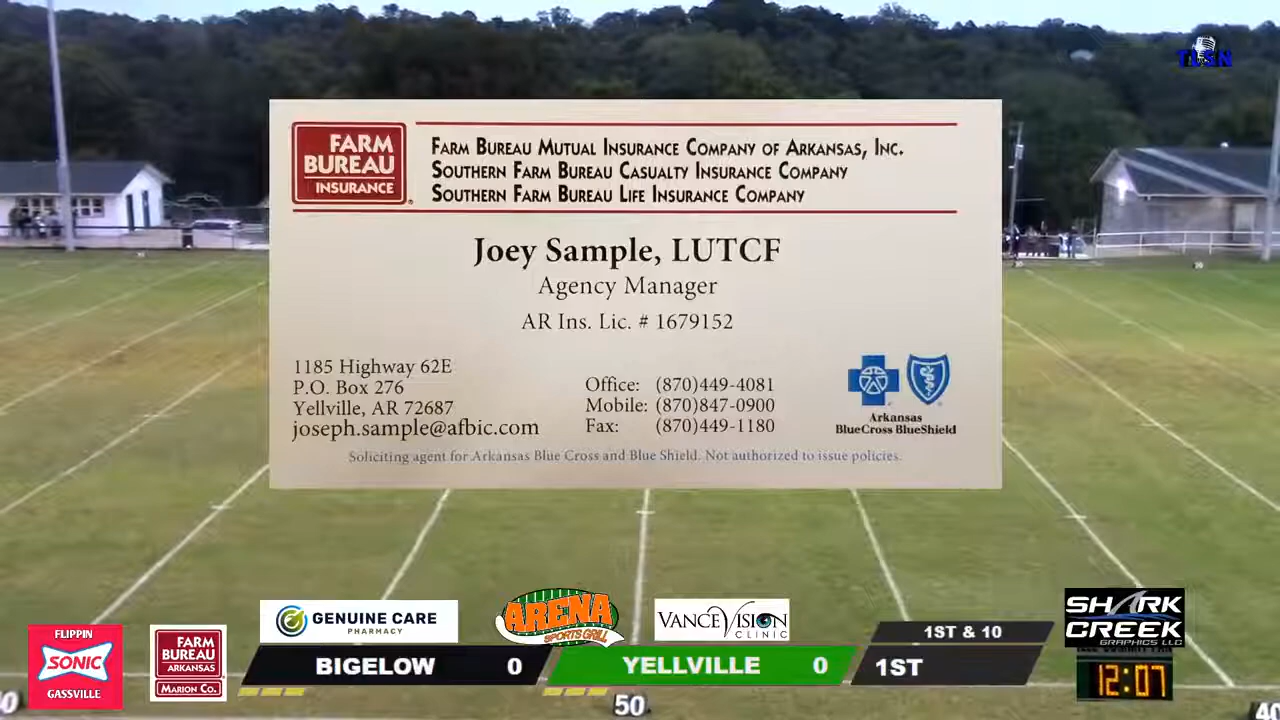 TLSN
FARM
BUREAU
INSURANCE
FARM BUREAU MUTUAL INSURANCE COMPANY OF ARKANSAS, INC.
SOUTHERN FARM BUREAU CASUALTY INSURANCE COMPANY
SOUTHERN FARM BUREAU LIFE INSURANCE COMPANY
Joey Sample, LUTCF
Agency Manager
AR Ins. Lic. # 1679152
1185 Highway 62E
P.O. Box 276
Yellville, AR 72687
joseph.sample@afbic.com
Office: (870)449-4081
Mobile: (870)847-0900
Fax: (870)449-1180
Arkansas
BlueCross BlueShield
Soliciting agent for Arkansas Blue Cross and Blue Shield. Not authorized to issue policies.
FLIPPIN
SONIC
GASSVILLE
FARM
BUREAU
ARKANSAS
MARION CO.
GENUINE CARE
PHARMACY
ARENA
SPORTS GRILL
VANCE VISION
CLINIC
SHARK
CREEK
GRAPHICS LLC
1ST & 10
BIGELOW 0
YELLVILLE 0
1ST
12:07
50
40